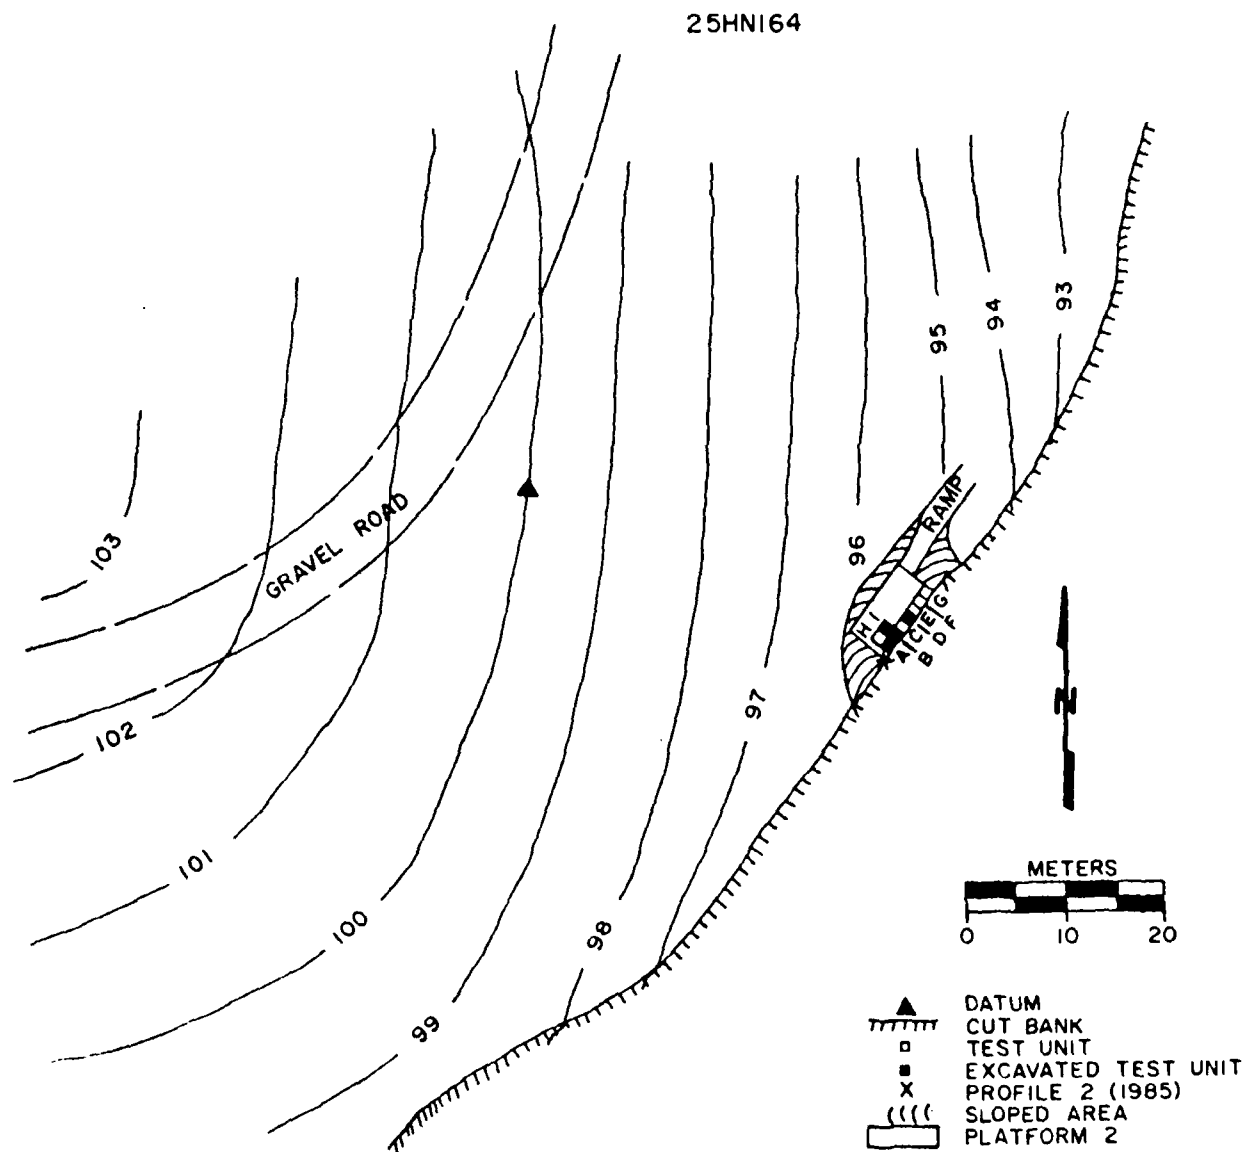 25HN164
93
94
95
96
97
98
99
100
101
102
103
GRAVEL ROAD
RAMP
H I
A C E G
B D F
N
METERS
0 10 20
DATUM
CUT BANK
TEST UNIT
EXCAVATED TEST UNIT
X PROFILE 2 (1985)
SLOPED AREA
PLATFORM 2